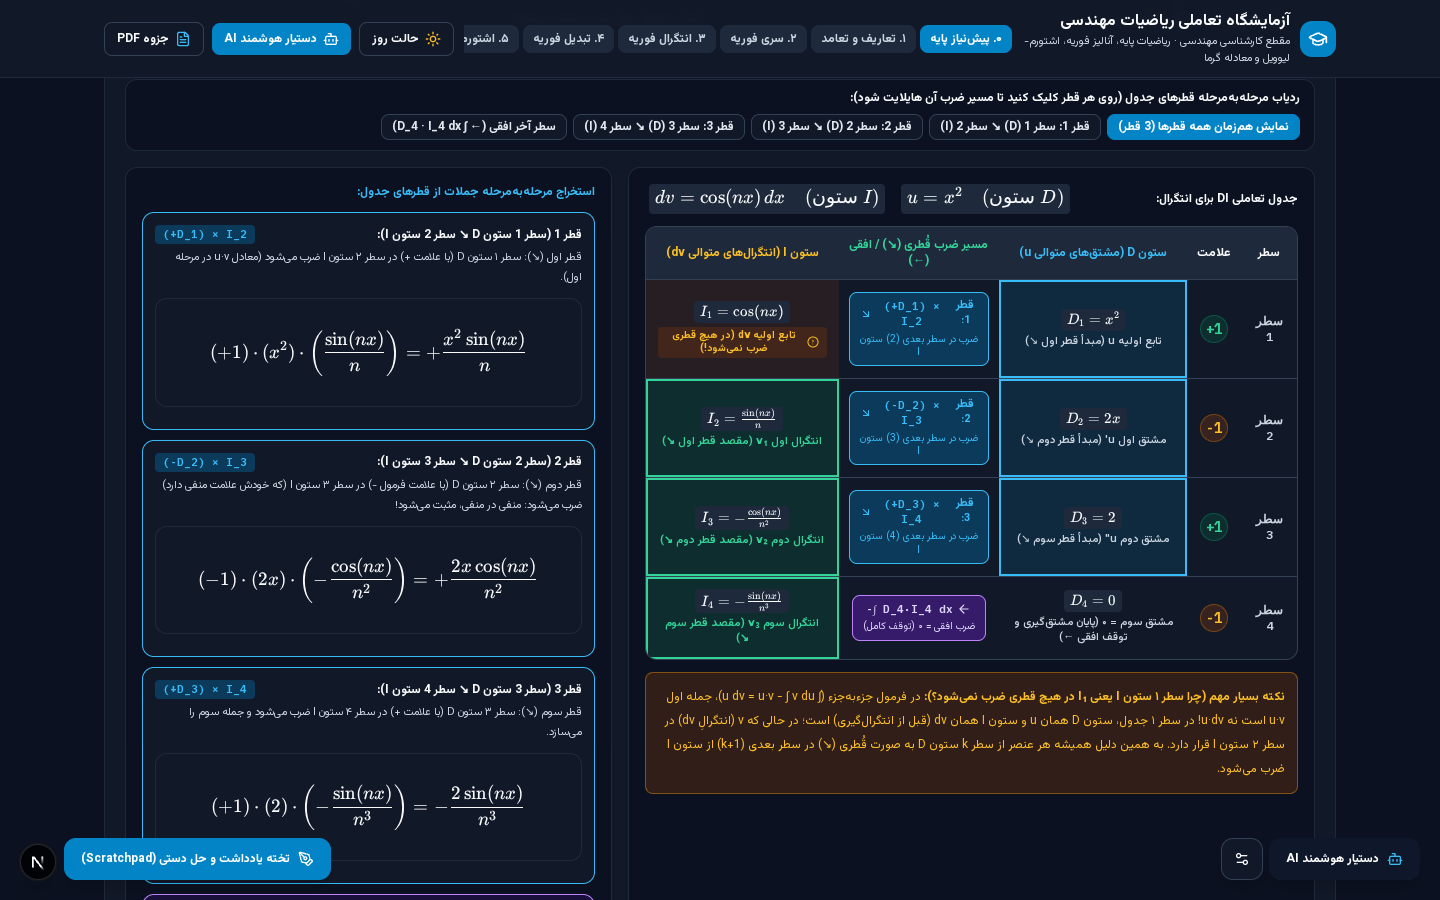 آزمایشگاه تعاملی ریاضیات مهندسی
مقطع کارشناسی مهندسی · ریاضیات پایه، آنالیز فوریه، اشتورم-
لیوویل و معادله گرما
۰. پیش‌نیاز پایه
۱. تعاریف و تعامد
۲. سری فوریه
۳. انتگرال فوریه
۴. تبدیل فوریه
۵. اشتورم
حالت روز
دستیار هوشمند AI
جزوه PDF
ردیاب مرحله‌به‌مرحله قطرهای جدول (روی هر قطر کلیک کنید تا مسیر ضرب آن هایلایت شود):
نمایش هم‌زمان همه قطرها (3 قطر)
قطر 1: سطر 1 (D) ↘ سطر 2 (I)
قطر 2: سطر 2 (D) ↘ سطر 3 (I)
قطر 3: سطر 3 (D) ↘ سطر 4 (I)
سطر آخر افقی (← ∫ D_4 · I_4 dx)
جدول تعاملی DI برای انتگرال:
u = x² (ستون D)
dv = cos(nx) dx (ستون I)
سطر
علامت
ستون D (مشتق‌های متوالی u)
مسیر ضرب قُطری (↘) / افقی
(←)
ستون I (انتگرال‌های متوالی dv)
سطر
1
+1
D₁ = x²
تابع اولیه u (مبدأ قطر اول ↘)
قطر
1:
(+D_1) ×
I_2
↘
ضرب در سطر بعدی (2) ستون
I
I₁ = cos(nx)
تابع اولیه dv (در هیچ قطری
ضرب نمی‌شود!)
سطر
2
-1
D₂ = 2x
مشتق اول u' (مبدأ قطر دوم ↘)
قطر
2:
(-D_2) ×
I_3
↘
ضرب در سطر بعدی (3) ستون
I
I₂ = sin(nx)/n
انتگرال اول v₁ (مقصد قطر اول ↘)
سطر
3
+1
D₃ = 2
مشتق دوم u" (مبدأ قطر سوم ↘)
قطر
3:
(+D_3) ×
I_4
↘
ضرب در سطر بعدی (4) ستون
I
I₃ = −cos(nx)/n²
انتگرال دوم v₂ (مقصد قطر دوم ↘)
سطر
4
-1
D₄ = 0
مشتق سوم = ۰ (پایان مشتق‌گیری و
توقف افقی ←)
-∫ D_4·I_4 dx ←
ضرب افقی = ۰ (توقف کامل)
I₄ = −sin(nx)/n³
انتگرال سوم v₃ (مقصد قطر سوم
↘)
نکته بسیار مهم (چرا سطر ۱ ستون I یعنی I₁ در هیچ قطری ضرب نمی‌شود؟): در فرمول جزءبه‌جزء (∫ u dv = u·v − ∫ v du)، جمله اول
u·v است نه u·dv! در سطر ۱ جدول، ستون D همان u و ستون I همان dv (قبل از انتگرال‌گیری) است؛ در حالی که v (انتگرالِ dv) در
سطر ۲ ستون I قرار دارد. به همین دلیل همیشه هر عنصر از سطر k ستون D به صورت قُطری (↘) در سطر بعدی (k+1) از ستون I
ضرب می‌شود.
استخراج مرحله‌به‌مرحله جملات از قطرهای جدول:
قطر 1 (سطر 1 ستون D ↘ سطر 2 ستون I):
(+D_1) × I_2
قطر اول (↘): سطر ۱ ستون D (با علامت +) در سطر ۲ ستون I ضرب می‌شود (معادل u·v در مرحله
اول).
(+1) · (x²) · (sin(nx)/n) = +x² sin(nx)/n
قطر 2 (سطر 2 ستون D ↘ سطر 3 ستون I):
(-D_2) × I_3
قطر دوم (↘): سطر ۲ ستون D (با علامت فرمول -) در سطر ۳ ستون I (که خودش علامت منفی دارد)
ضرب می‌شود: منفی در منفی، مثبت می‌شود!
(−1) · (2x) · (−cos(nx)/n²) = +2x cos(nx)/n²
قطر 3 (سطر 3 ستون D ↘ سطر 4 ستون I):
(+D_3) × I_4
قطر سوم (↘): سطر ۳ ستون D (با علامت +) در سطر ۴ ستون I ضرب می‌شود و جمله سوم را
می‌سازد.
(+1) · (2) · (−sin(nx)/n³) = −2 sin(nx)/n³
دستیار هوشمند AI
تخته یادداشت و حل دستی (Scratchpad)
N